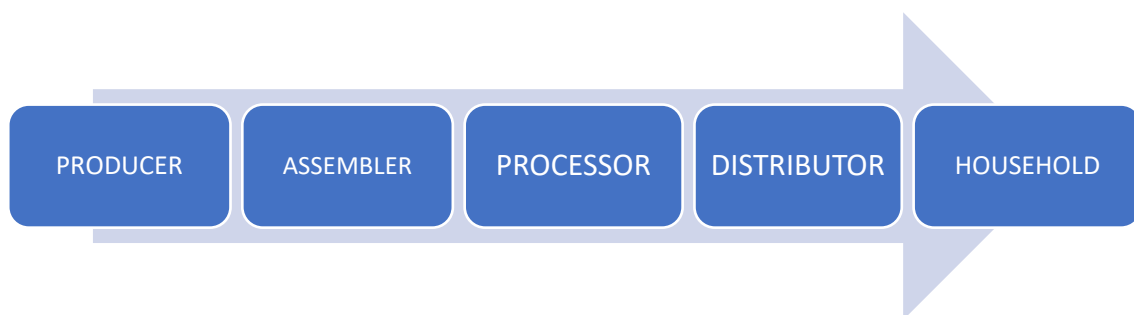 PRODUCER
ASSEMBLER
PROCESSOR
DISTRIBUTOR
HOUSEHOLD